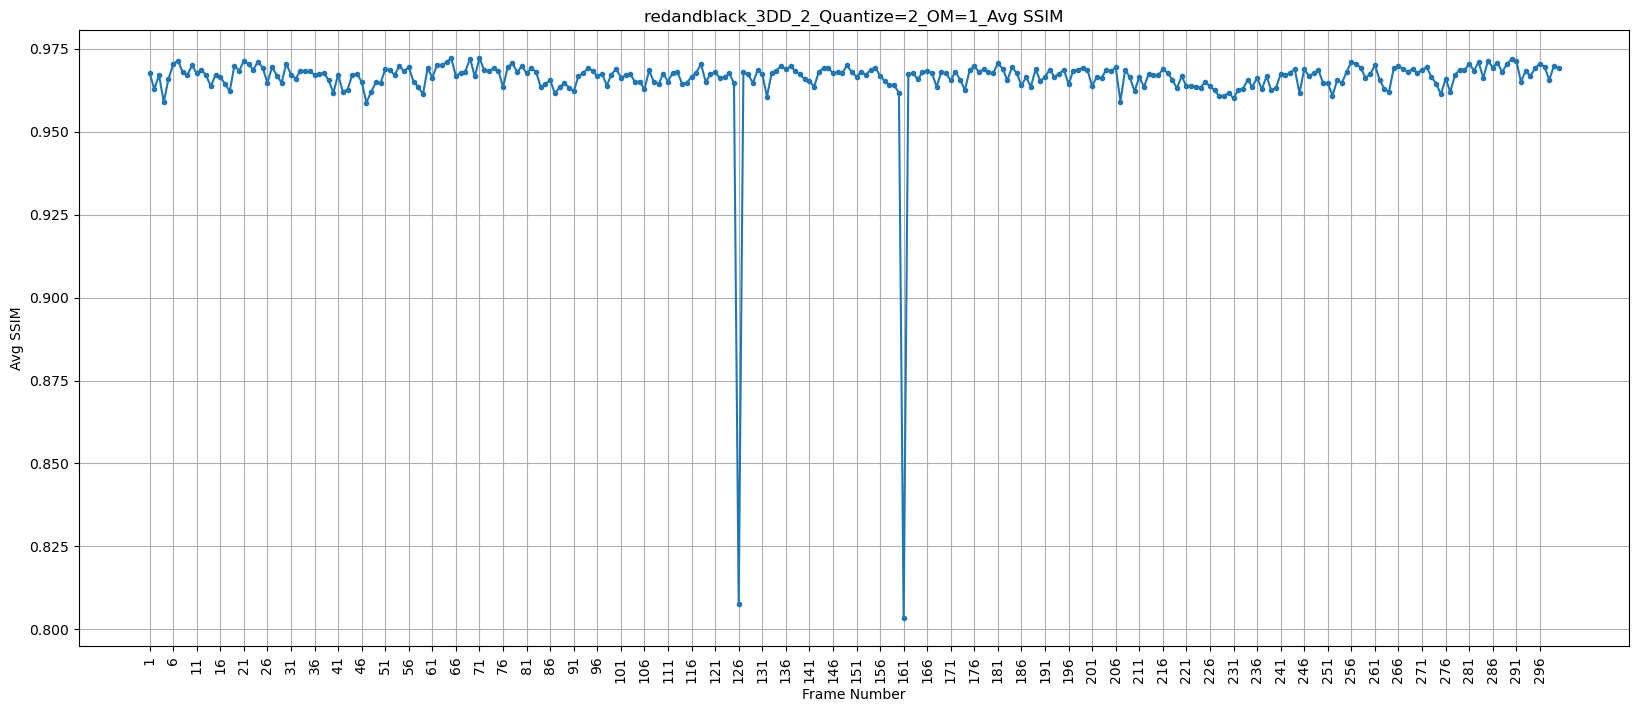 redandblack_3DD_2_Quantize=2_OM=1_Avg SSIM
0.975
0.950
0.925
0.900
0.875
0.850
0.825
0.800
Avg SSIM
1 6 11 16 21 26 31 36 41 46 51 56 61 66 71 76 81 86 91 96 101 106 111 116 121 126 131 136 141 146 151 156 161 166 171 176 181 186 191 196 201 206 211 216 221 226 231 236 241 246 251 256 261 266 271 276 281 286 291 296
Frame Number